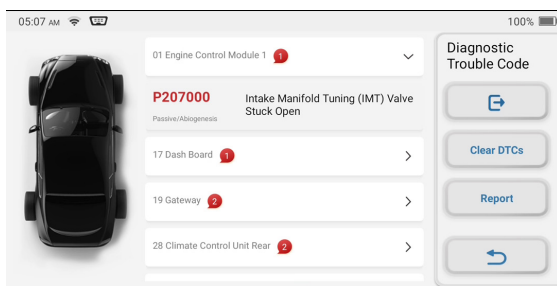 05:07 AM
100%
01 Engine Control Module 1 1
P207000
Intake Manifold Tuning (IMT) Valve
Stuck Open
Passive/Abiogenesis
17 Dash Board 1
19 Gateway 2
28 Climate Control Unit Rear 2
Diagnostic
Trouble Code
Clear DTCs
Report